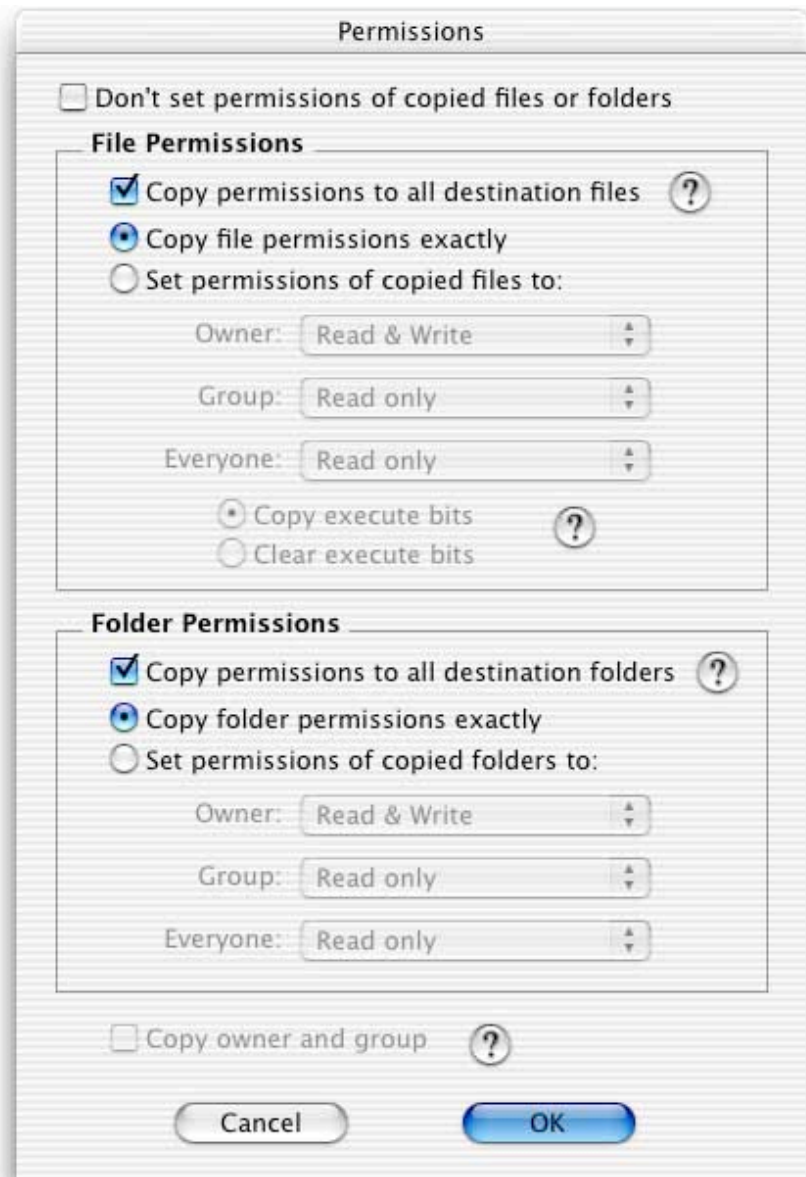 Permissions
Don't set permissions of copied files or folders
File Permissions
Copy permissions to all destination files ?
Copy file permissions exactly
Set permissions of copied files to:
Owner: Read & Write
Group: Read only
Everyone: Read only
Copy execute bits ?
Clear execute bits
Folder Permissions
Copy permissions to all destination folders ?
Copy folder permissions exactly
Set permissions of copied folders to:
Owner: Read & Write
Group: Read only
Everyone: Read only
Copy owner and group ?
Cancel OK